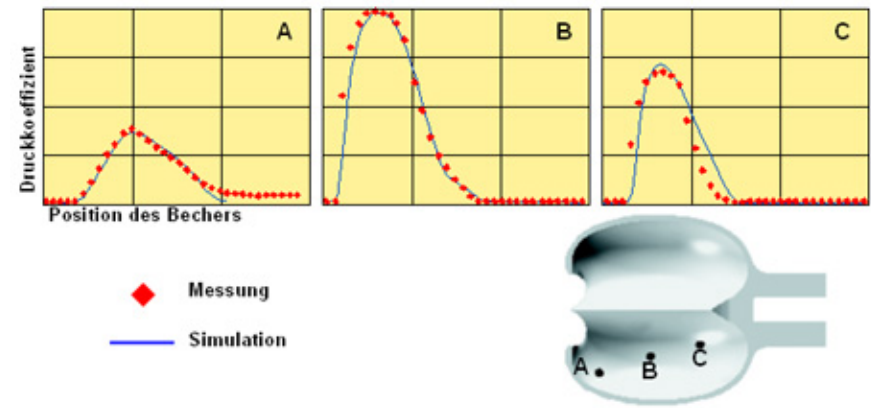 A
B
C
Druckkoeffizient
Position des Bechers
Messung
Simulation
A
B
C